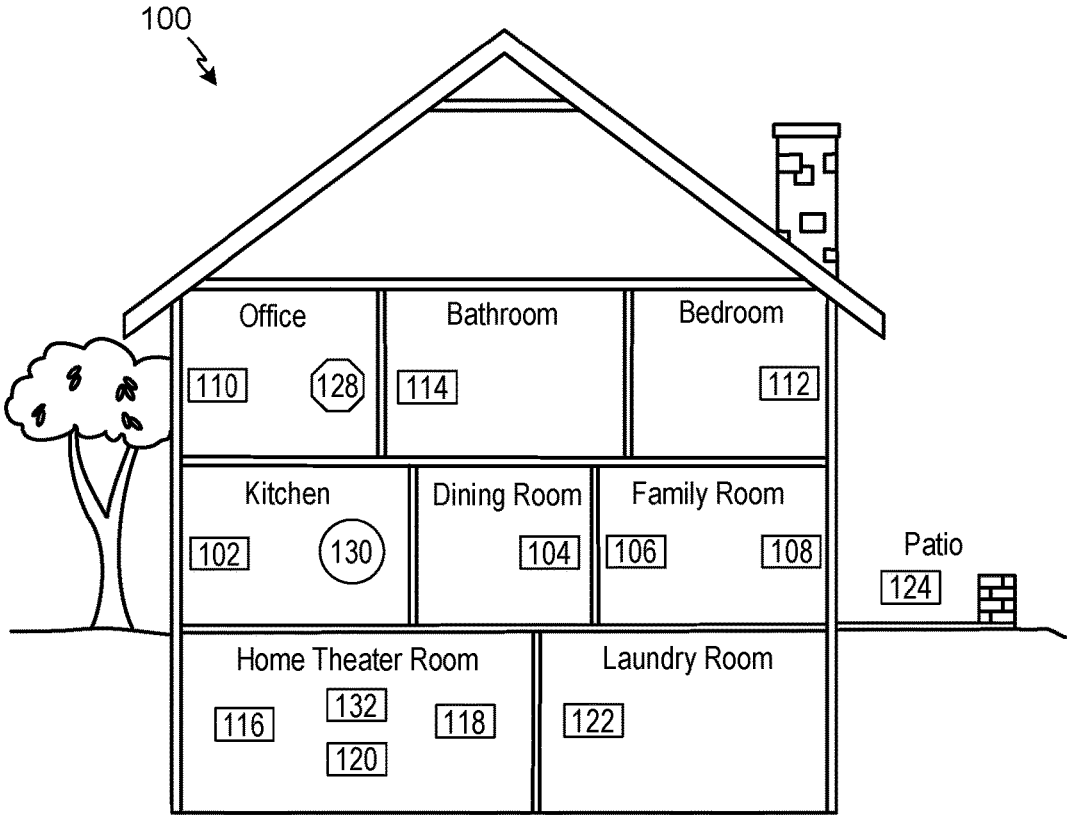 100
Office
Bathroom
Bedroom
110
128
114
112
Kitchen
Dining Room
Family Room
102
130
104
106
108
Patio
124
Home Theater Room
Laundry Room
116
132
118
120
122